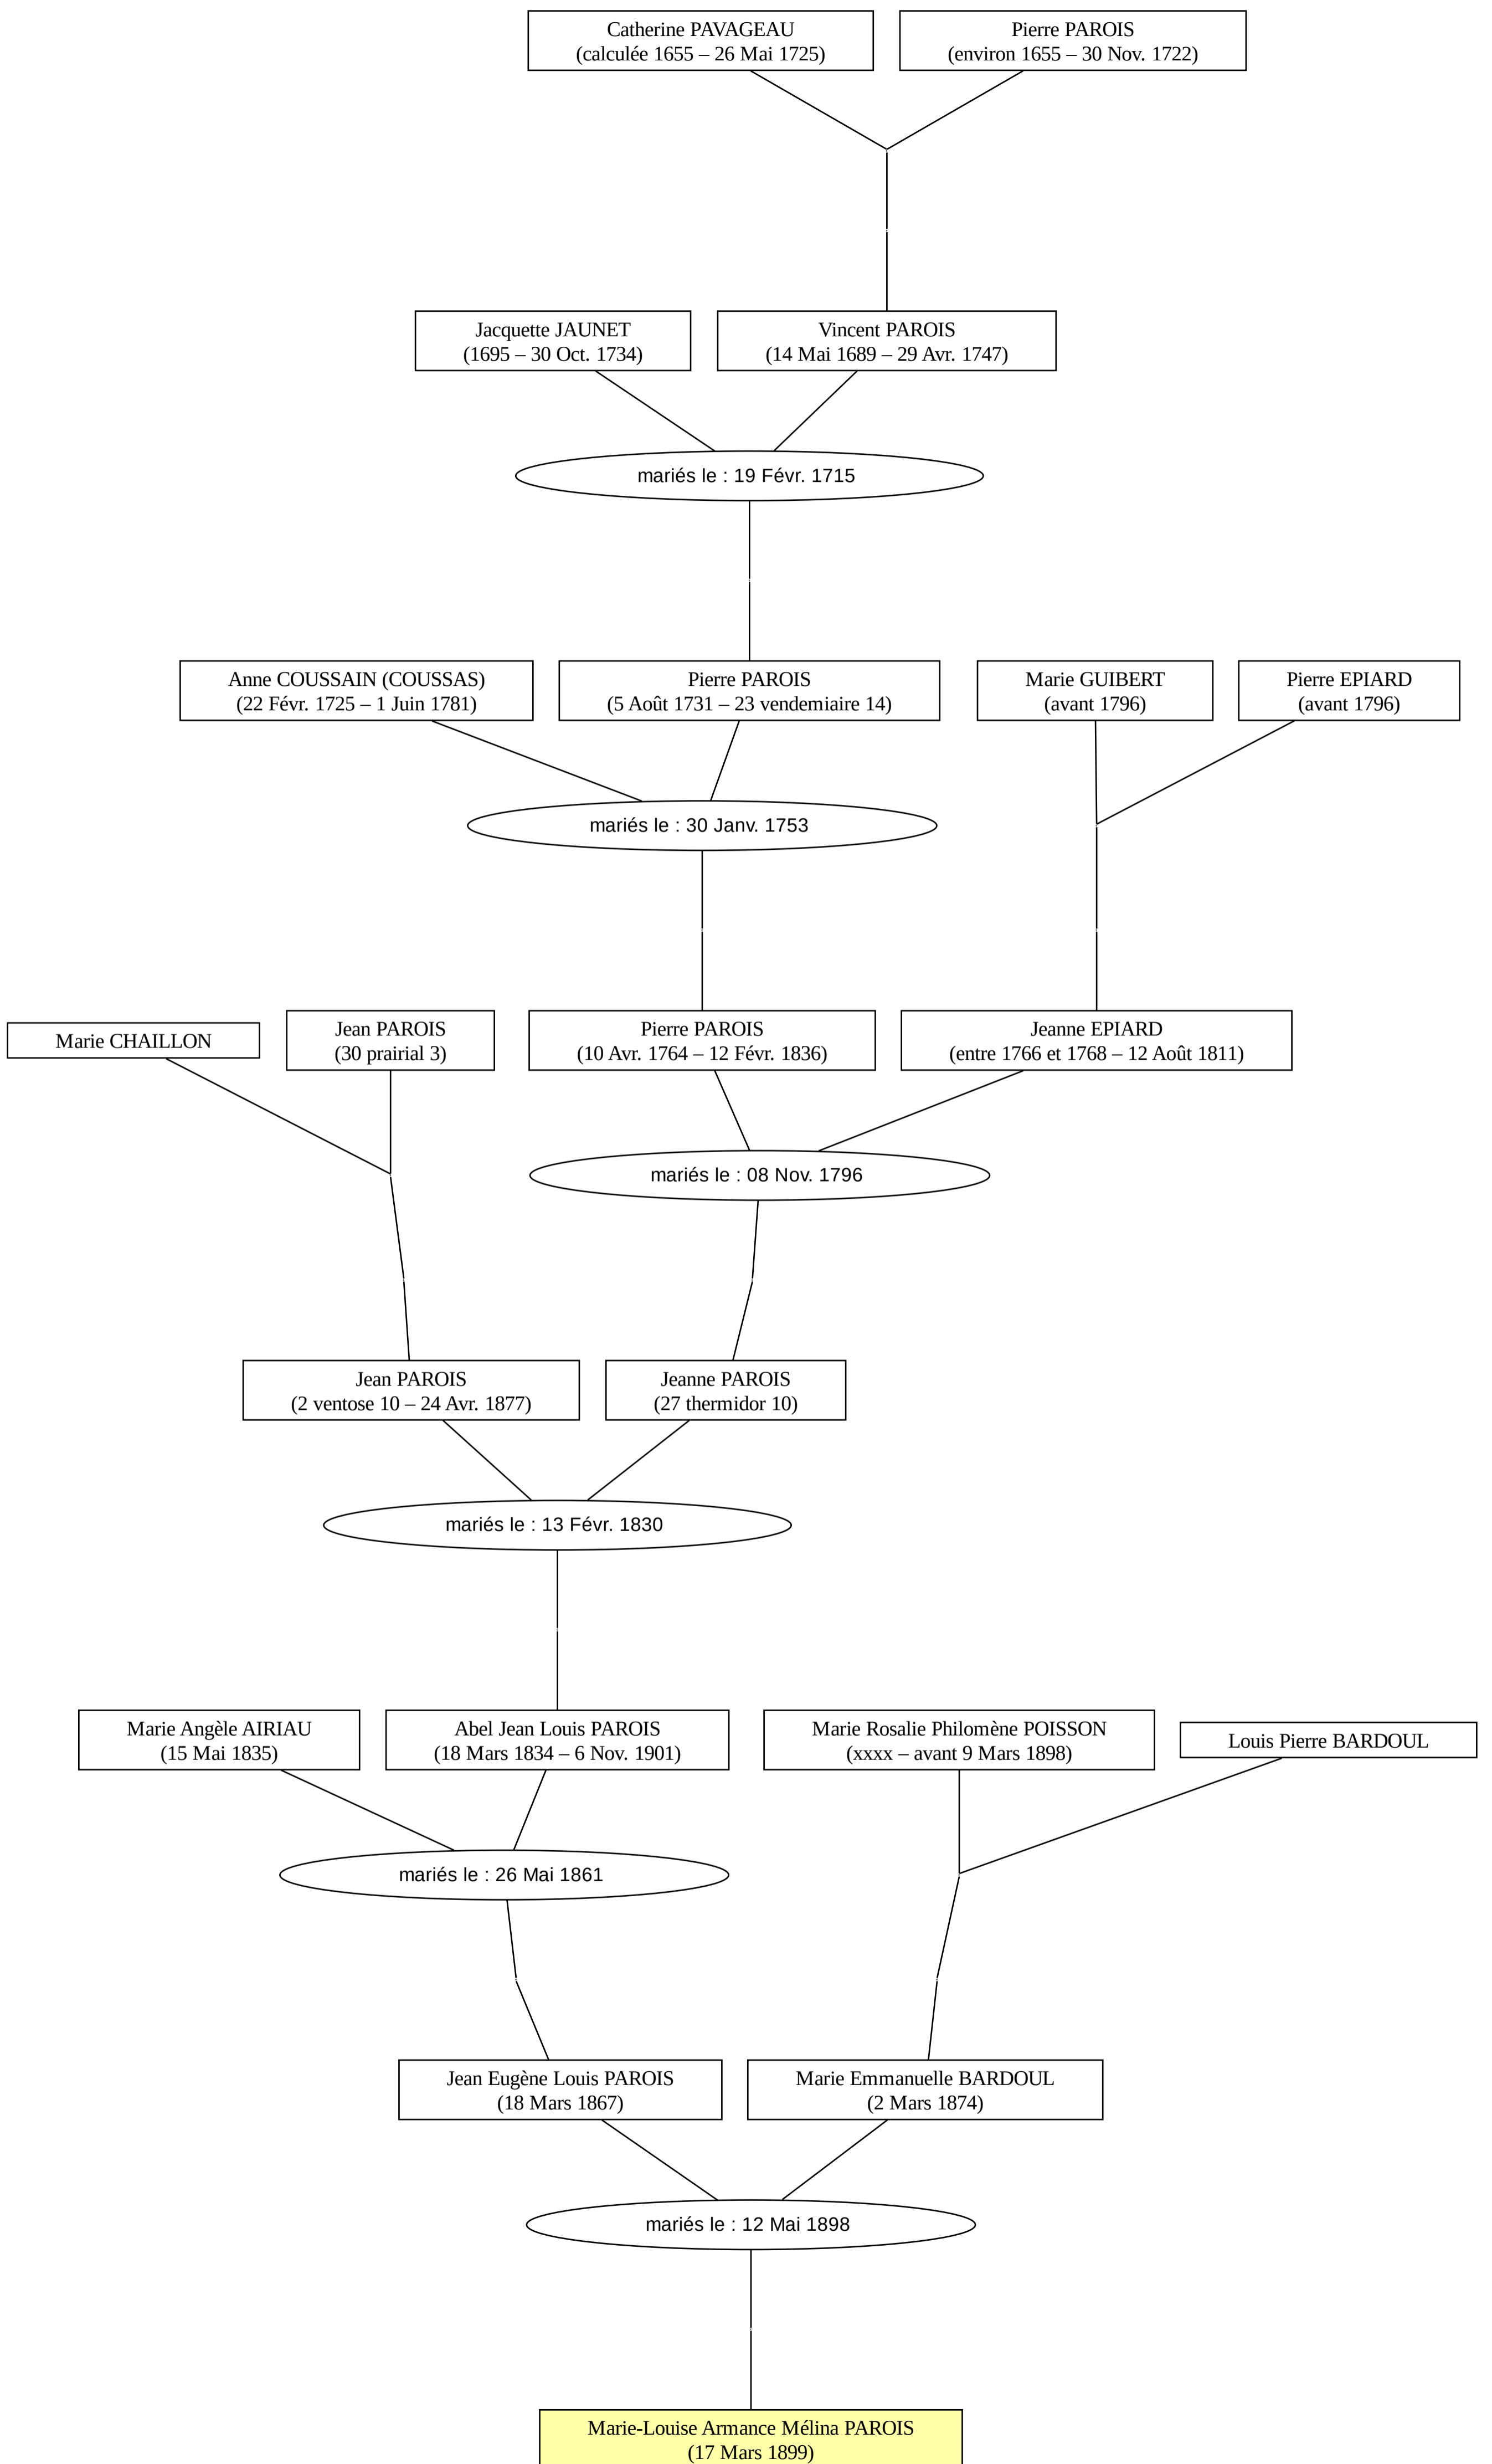 Catherine PAVAGEAU
(calculée 1655 – 26 Mai 1725)
Pierre PAROIS
(environ 1655 – 30 Nov. 1722)
Jacquette JAUNET
(1695 – 30 Oct. 1734)
Vincent PAROIS
(14 Mai 1689 – 29 Avr. 1747)
mariés le : 19 Févr. 1715
Anne COUSSAIN (COUSSAS)
(22 Févr. 1725 – 1 Juin 1781)
Pierre PAROIS
(5 Août 1731 – 23 vendemiaire 14)
Marie GUIBERT
(avant 1796)
Pierre EPIARD
(avant 1796)
mariés le : 30 Janv. 1753
Marie CHAILLON
Jean PAROIS
(30 prairial 3)
Pierre PAROIS
(10 Avr. 1764 – 12 Févr. 1836)
Jeanne EPIARD
(entre 1766 et 1768 – 12 Août 1811)
mariés le : 08 Nov. 1796
Jean PAROIS
(2 ventose 10 – 24 Avr. 1877)
Jeanne PAROIS
(27 thermidor 10)
mariés le : 13 Févr. 1830
Marie Angèle AIRIAU
(15 Mai 1835)
Abel Jean Louis PAROIS
(18 Mars 1834 – 6 Nov. 1901)
Marie Rosalie Philomène POISSON
(xxxx – avant 9 Mars 1898)
Louis Pierre BARDOUL
mariés le : 26 Mai 1861
Jean Eugène Louis PAROIS
(18 Mars 1867)
Marie Emmanuelle BARDOUL
(2 Mars 1874)
mariés le : 12 Mai 1898
Marie-Louise Armance Mélina PAROIS
(17 Mars 1899)